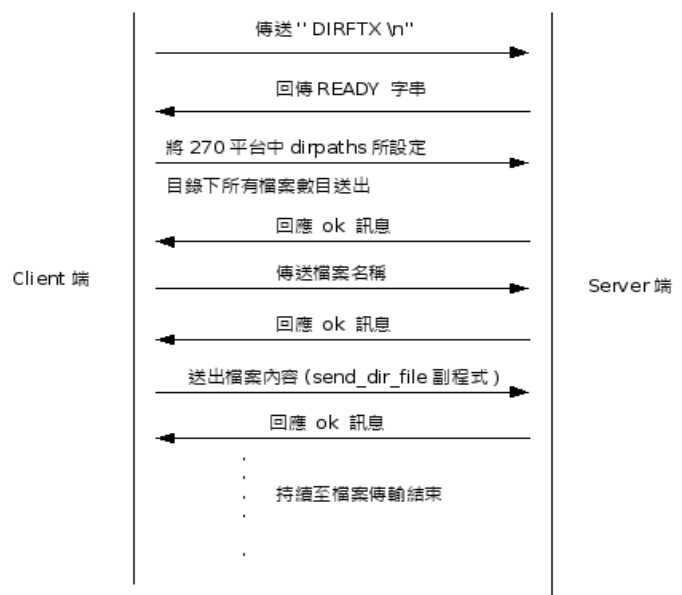 傳送 '' DIRFTX \n''
回傳 READY 字串
將 270 平台中 dirpaths 所設定
目錄下所有檔案數目送出
回應 ok 訊息
Client 端
傳送檔案名稱
Server 端
回應 ok 訊息
送出檔案內容 (send_dir_file 副程式 )
回應 ok 訊息
持續至檔案傳輸結束